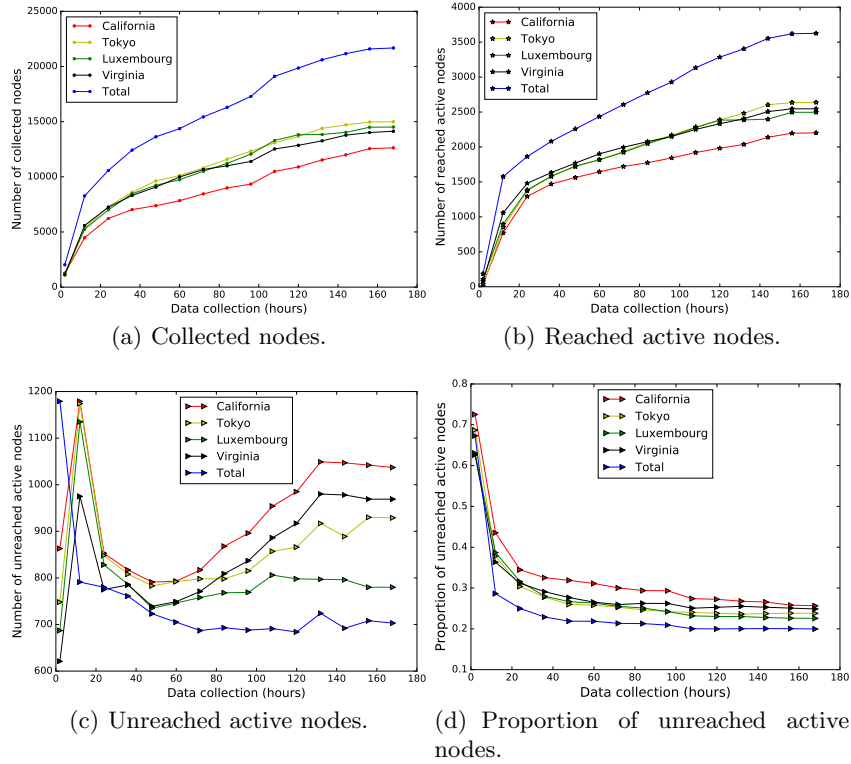 25000
20000
15000
10000
5000
0
0 20 40 60 80 100 120 140 160 180
Number of collected nodes
Data collection (hours)
California
Tokyo
Luxembourg
Virginia
Total
(a) Collected nodes.
4000
3500
3000
2500
2000
1500
1000
500
0
0 20 40 60 80 100 120 140 160 180
Number of reached active nodes
Data collection (hours)
California
Tokyo
Luxembourg
Virginia
Total
(b) Reached active nodes.
1200
1100
1000
900
800
700
600
0 20 40 60 80 100 120 140 160 180
Number of unreached active nodes
Data collection (hours)
California
Tokyo
Luxembourg
Virginia
Total
(c) Unreached active nodes.
0.8
0.7
0.6
0.5
0.4
0.3
0.2
0.1
0 20 40 60 80 100 120 140 160 180
Proportion of unreached active nodes
Data collection (hours)
California
Tokyo
Luxembourg
Virginia
Total
(d) Proportion of unreached active
nodes.